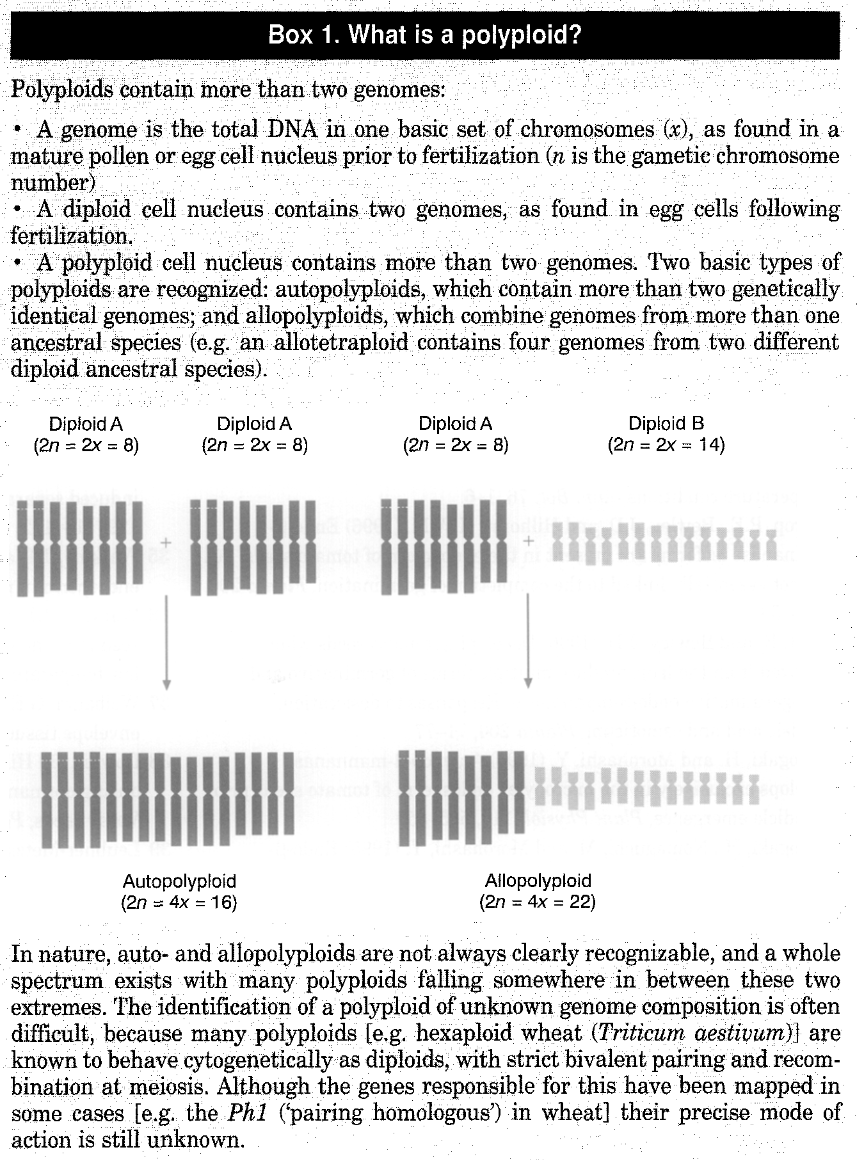 Box 1. What is a polyploid?
Polyploids contain more than two genomes:
• A genome is the total DNA in one basic set of chromosomes (x), as found in a
mature pollen or egg cell nucleus prior to fertilization (n is the gametic chromosome
number)
• A diploid cell nucleus contains two genomes, as found in egg cells following
fertilization.
• A polyploid cell nucleus contains more than two genomes. Two basic types of
polyploids are recognized: autopolyploids, which contain more than two genetically
identical genomes; and allopolyploids, which combine genomes from more than one
ancestral species (e.g. an allotetraploid contains four genomes from two different
diploid ancestral species).
Diploid A Diploid A Diploid A Diploid B
(2n = 2x = 8) (2n = 2x = 8) (2n = 2x = 8) (2n = 2x = 14)
+ +
Autopolyploid Allopolyploid
(2n = 4x = 16) (2n = 4x = 22)
In nature, auto- and allopolyploids are not always clearly recognizable, and a whole
spectrum exists with many polyploids falling somewhere in between these two
extremes. The identification of a polyploid of unknown genome composition is often
difficult, because many polyploids [e.g. hexaploid wheat (Triticum aestivum)] are
known to behave cytogenetically as diploids, with strict bivalent pairing and recom-
bination at meiosis. Although the genes responsible for this have been mapped in
some cases [e.g. the Ph1 (‘pairing homologous’) in wheat] their precise mode of
action is still unknown.